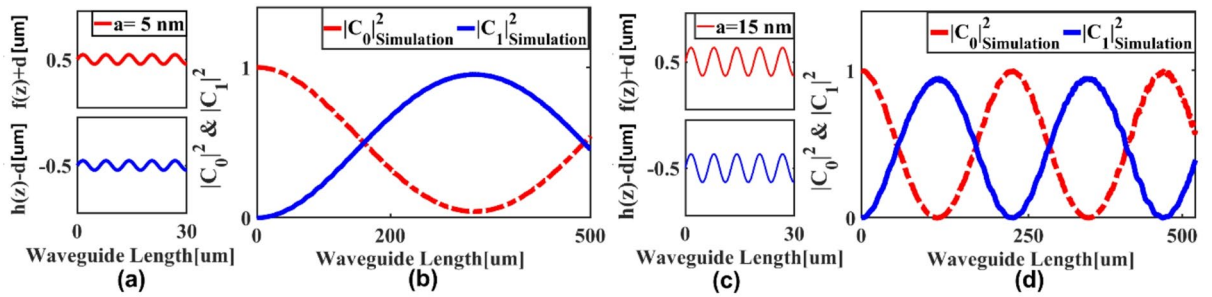 a= 5 nm
f(z)+d[um]
0.5
h(z)-d[um]
-0.5
0
30
Waveguide Length[um]
(a)
|C0|²Simulation |C1|²Simulation
|C0|² & |C1|²
1
0
0
200
500
Waveguide Length[um]
(b)
a=15 nm
f(z)+d[um]
0.5
h(z)-d[um]
-0.5
0
30
Waveguide Length[um]
(c)
|C0|²Simulation |C1|²Simulation
|C0|² & |C1|²
1
0
0
250
500
Waveguide Length[um]
(d)